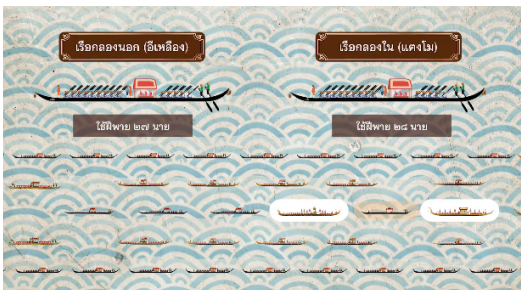 เรือกลองนอก (อีเหลือง)
ใช้ฝีพาย ๒๗ นาย
เรือกลองใน (แตงโม)
ใช้ฝีพาย ๒๘ นาย